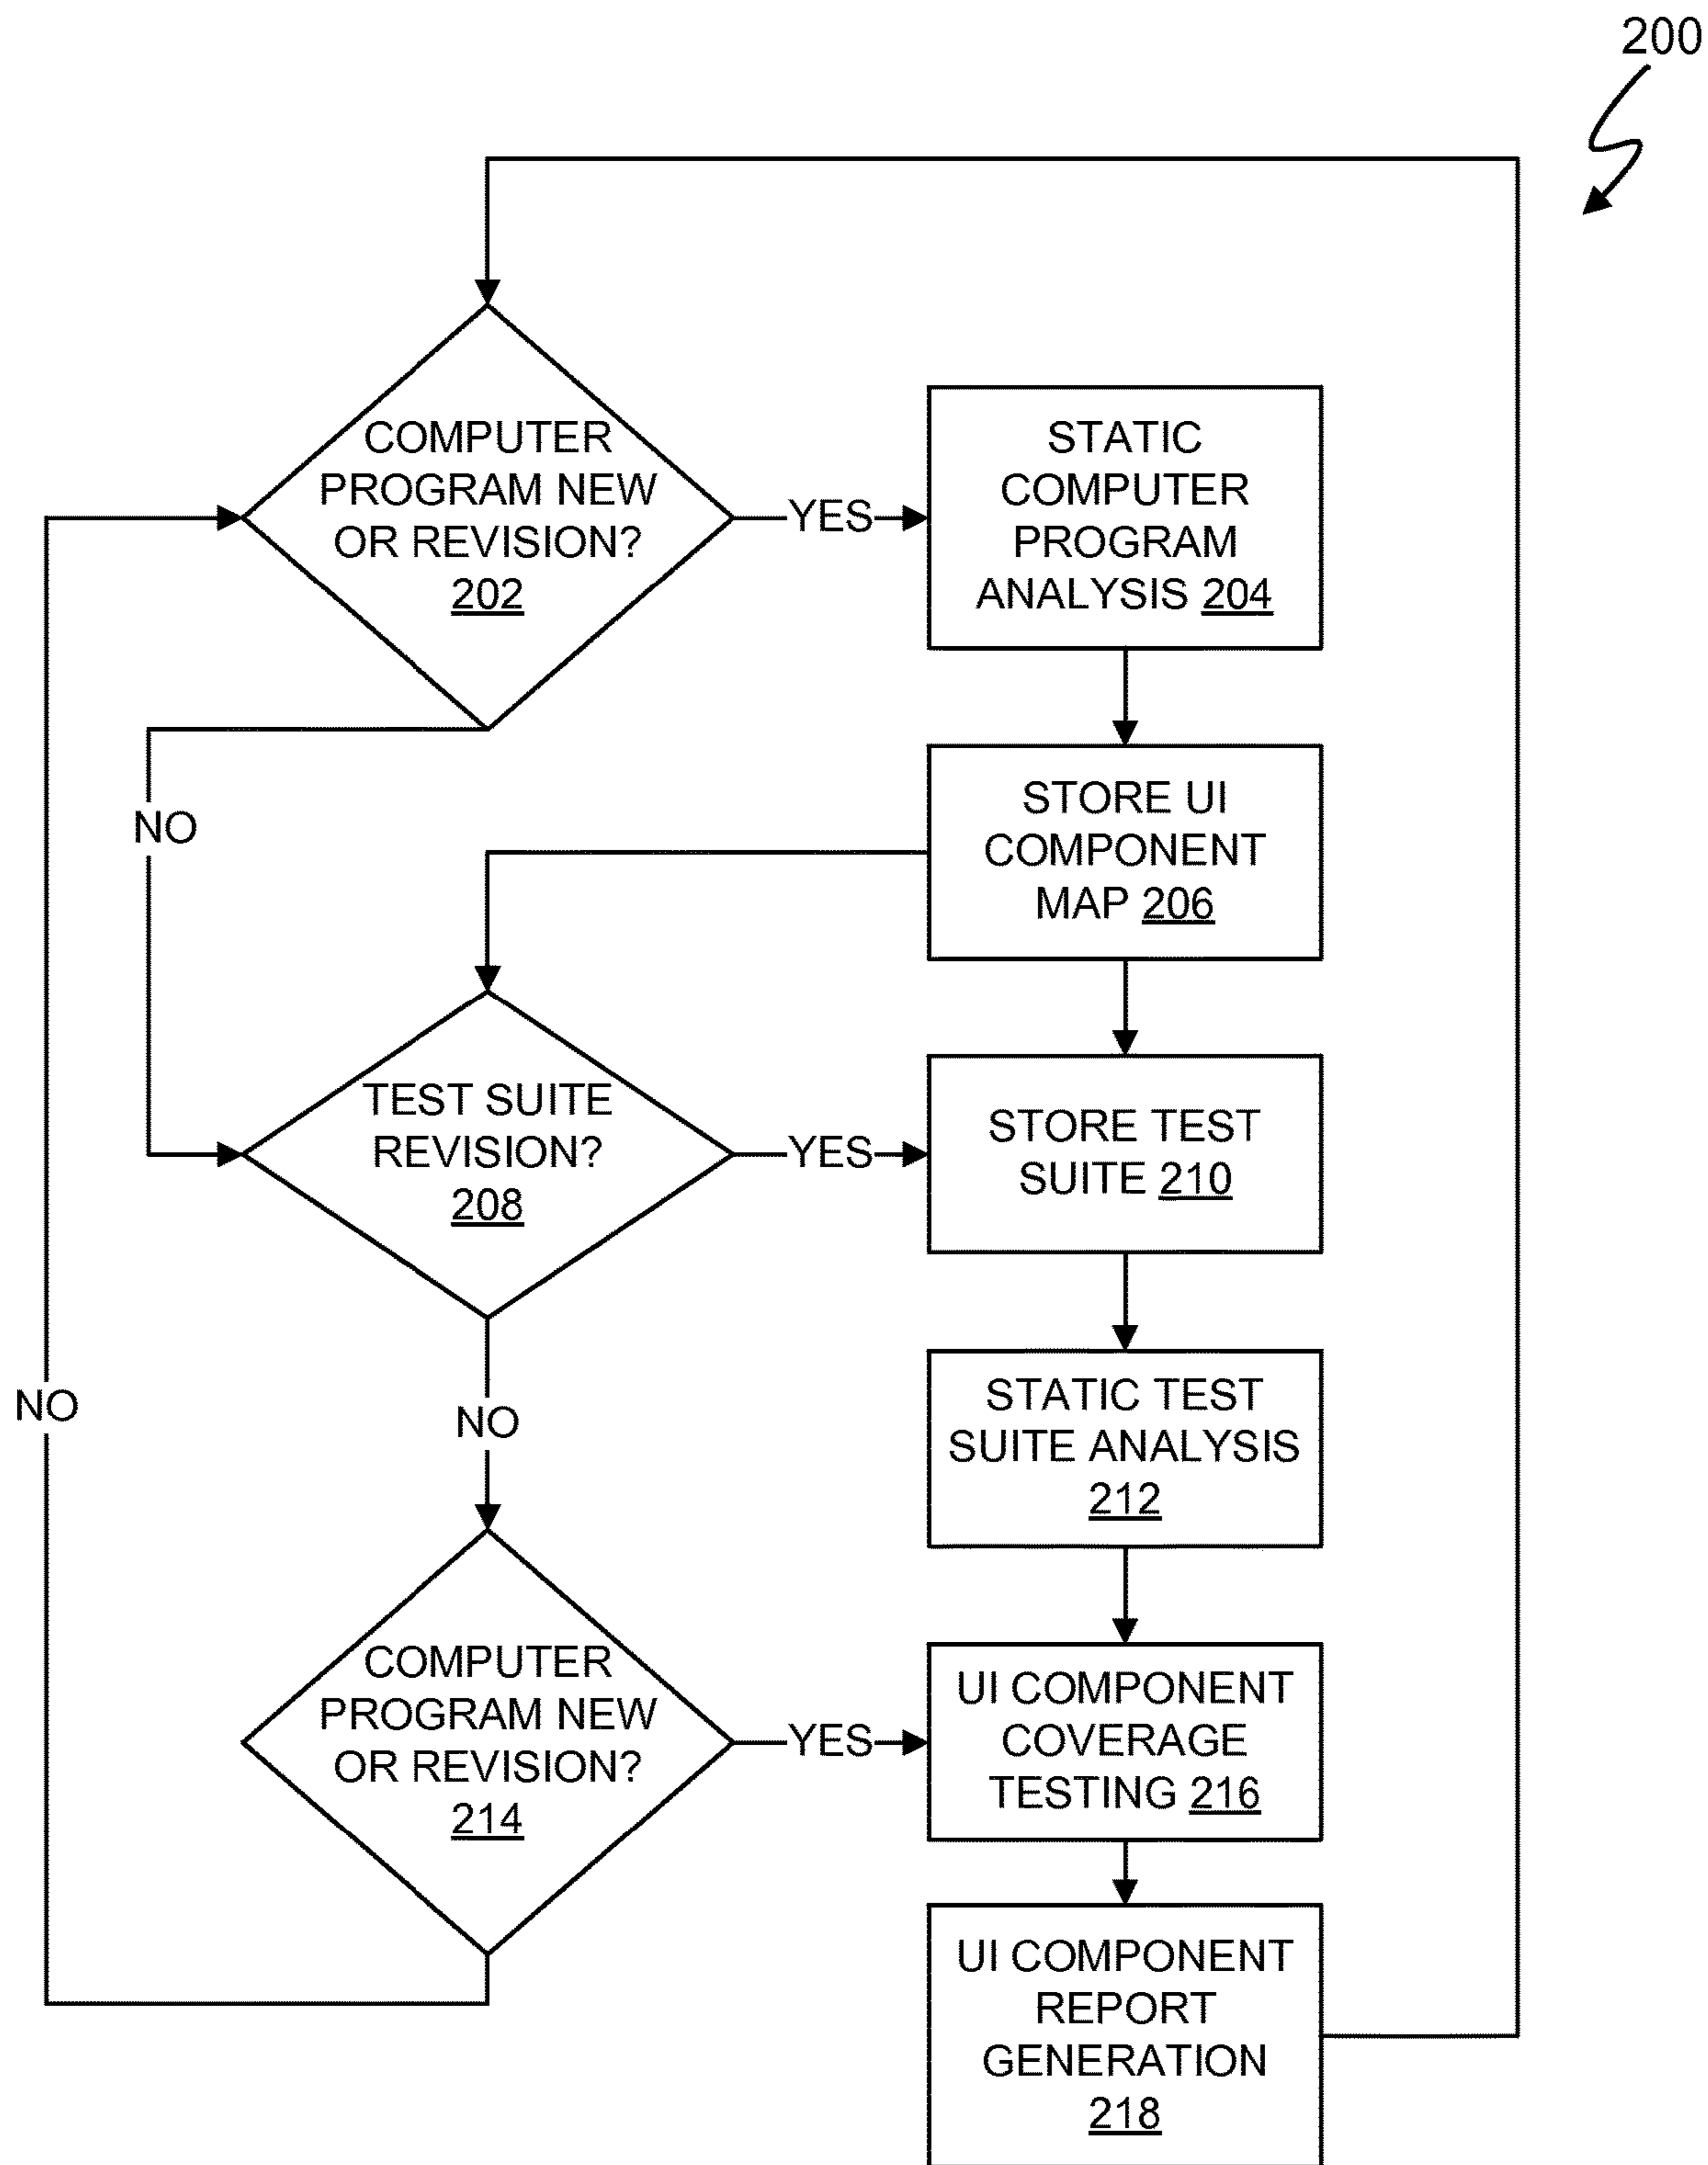 200
COMPUTER
PROGRAM NEW
OR REVISION?
202
YES
STATIC
COMPUTER
PROGRAM
ANALYSIS 204
NO
STORE UI
COMPONENT
MAP 206
TEST SUITE
REVISION?
208
YES
STORE TEST
SUITE 210
NO
NO
STATIC TEST
SUITE ANALYSIS
212
COMPUTER
PROGRAM NEW
OR REVISION?
214
YES
UI COMPONENT
COVERAGE
TESTING 216
UI COMPONENT
REPORT
GENERATION
218